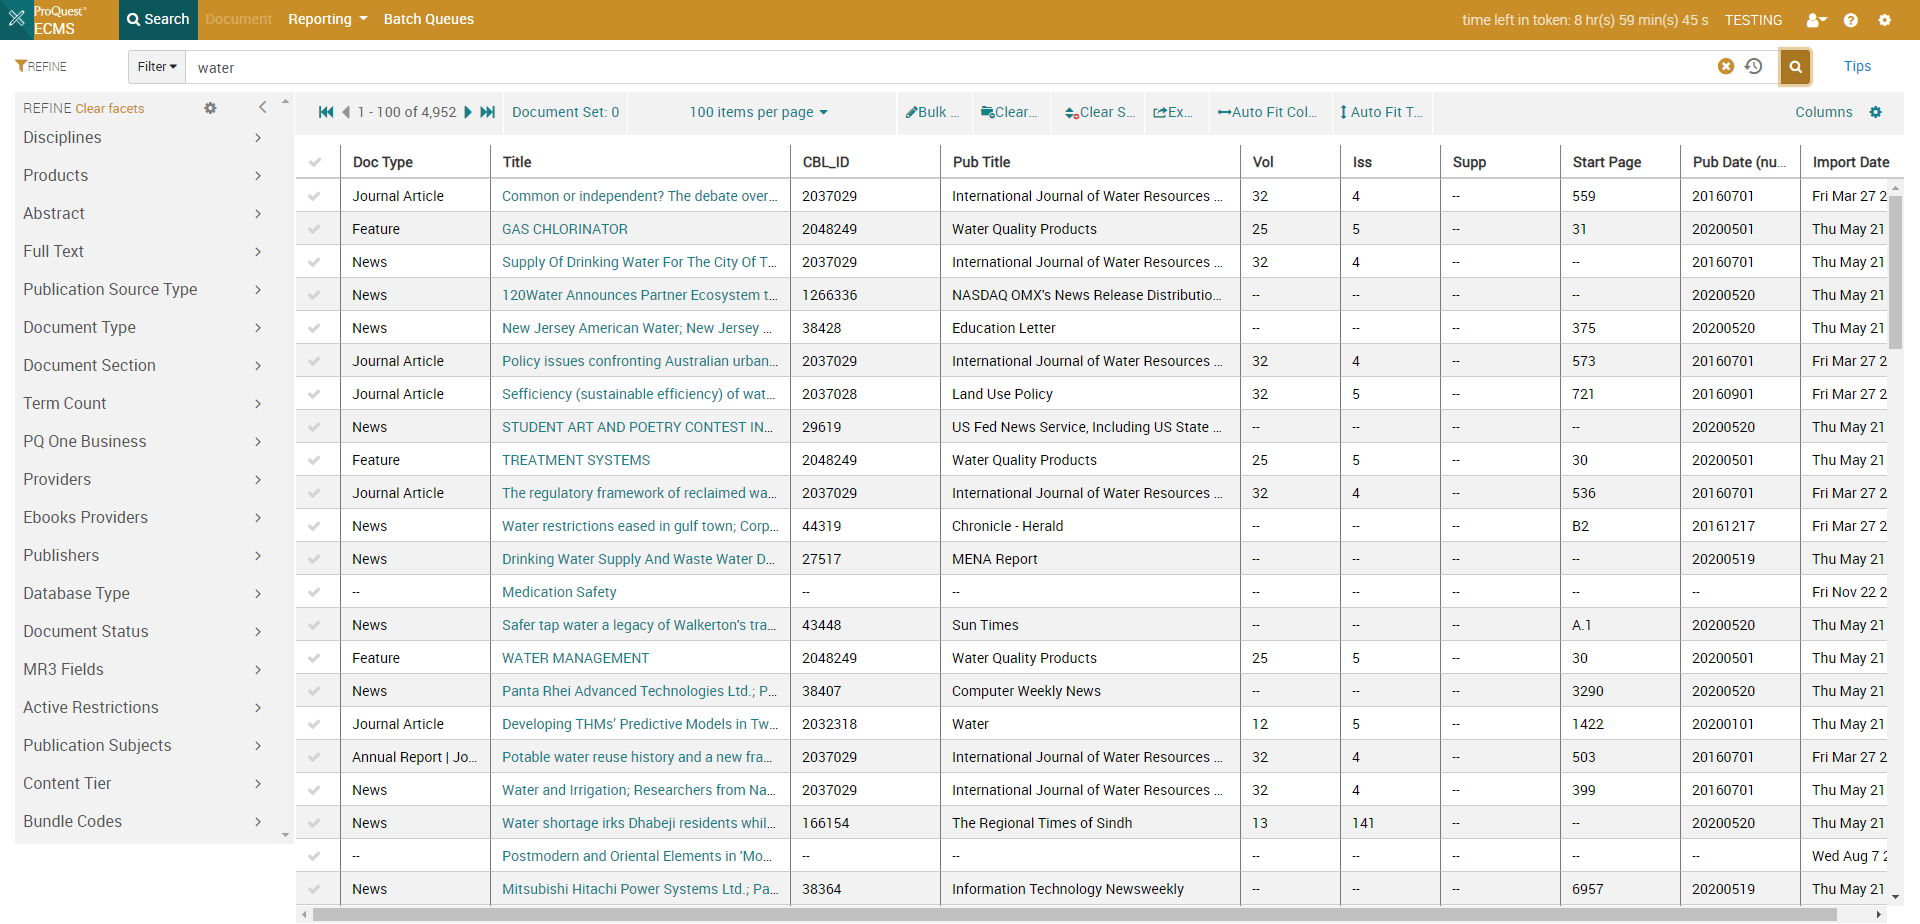 ProQuest® ECMS Search Document Reporting Batch Queues time left in token: 8 hr(s) 59 min(s) 45 s TESTING
REFINE Filter water Tips
REFINE Clear facets
Disciplines
Products
Abstract
Full Text
Publication Source Type
Document Type
Document Section
Term Count
PQ One Business
Providers
Ebooks Providers
Publishers
Database Type
Document Status
MR3 Fields
Active Restrictions
Publication Subjects
Content Tier
Bundle Codes
1 - 100 of 4,952 Document Set: 0 100 items per page Bulk ... Clear... Clear S... Ex... Auto Fit Col... Auto Fit T... Columns
Doc Type Title CBL_ID Pub Title Vol Iss Supp Start Page Pub Date (nu... Import Date
Journal Article Common or independent? The debate over... 2037029 International Journal of Water Resources ... 32 4 -- 559 20160701 Fri Mar 27 2
Feature GAS CHLORINATOR 2048249 Water Quality Products 25 5 -- 31 20200501 Thu May 21
News Supply Of Drinking Water For The City Of T... 2037029 International Journal of Water Resources ... 32 4 -- -- 20160701 Thu May 21
News 120Water Announces Partner Ecosystem t... 1266336 NASDAQ OMX's News Release Distributio... -- -- -- -- 20200520 Thu May 21
News New Jersey American Water; New Jersey ... 38428 Education Letter -- -- -- 375 20200520 Thu May 21
Journal Article Policy issues confronting Australian urban... 2037029 International Journal of Water Resources ... 32 4 -- 573 20160701 Fri Mar 27 2
Journal Article Sefficiency (sustainable efficiency) of wat... 2037028 Land Use Policy 32 5 -- 721 20160901 Fri Mar 27 2
News STUDENT ART AND POETRY CONTEST IN... 29619 US Fed News Service, Including US State ... -- -- -- -- 20200520 Thu May 21
Feature TREATMENT SYSTEMS 2048249 Water Quality Products 25 5 -- 30 20200501 Thu May 21
Journal Article The regulatory framework of reclaimed wa... 2037029 International Journal of Water Resources ... 32 4 -- 536 20160701 Fri Mar 27 2
News Water restrictions eased in gulf town; Corp... 44319 Chronicle - Herald -- -- -- B2 20161217 Fri Mar 27 2
News Drinking Water Supply And Waste Water D... 27517 MENA Report -- -- -- -- 20200519 Thu May 21
-- Medication Safety -- -- -- -- -- -- -- Fri Nov 22 2
News Safer tap water a legacy of Walkerton's tra... 43448 Sun Times -- -- -- A.1 20200520 Thu May 21
Feature WATER MANAGEMENT 2048249 Water Quality Products 25 5 -- 30 20200501 Thu May 21
News Panta Rhei Advanced Technologies Ltd.; P... 38407 Computer Weekly News -- -- -- 3290 20200520 Thu May 21
Journal Article Developing THMs' Predictive Models in Tw... 2032318 Water 12 5 -- 1422 20200101 Thu May 21
Annual Report | Jo... Potable water reuse history and a new fra... 2037029 International Journal of Water Resources ... 32 4 -- 503 20160701 Fri Mar 27 2
News Water and Irrigation; Researchers from Na... 2037029 International Journal of Water Resources ... 32 4 -- 399 20160701 Thu May 21
News Water shortage irks Dhabeji residents whil... 166154 The Regional Times of Sindh 13 141 -- -- 20200520 Thu May 21
-- Postmodern and Oriental Elements in 'Mo... -- -- -- -- -- -- -- Wed Aug 7 2
News Mitsubishi Hitachi Power Systems Ltd.; Pa... 38364 Information Technology Newsweekly -- -- -- 6957 20200519 Thu May 21